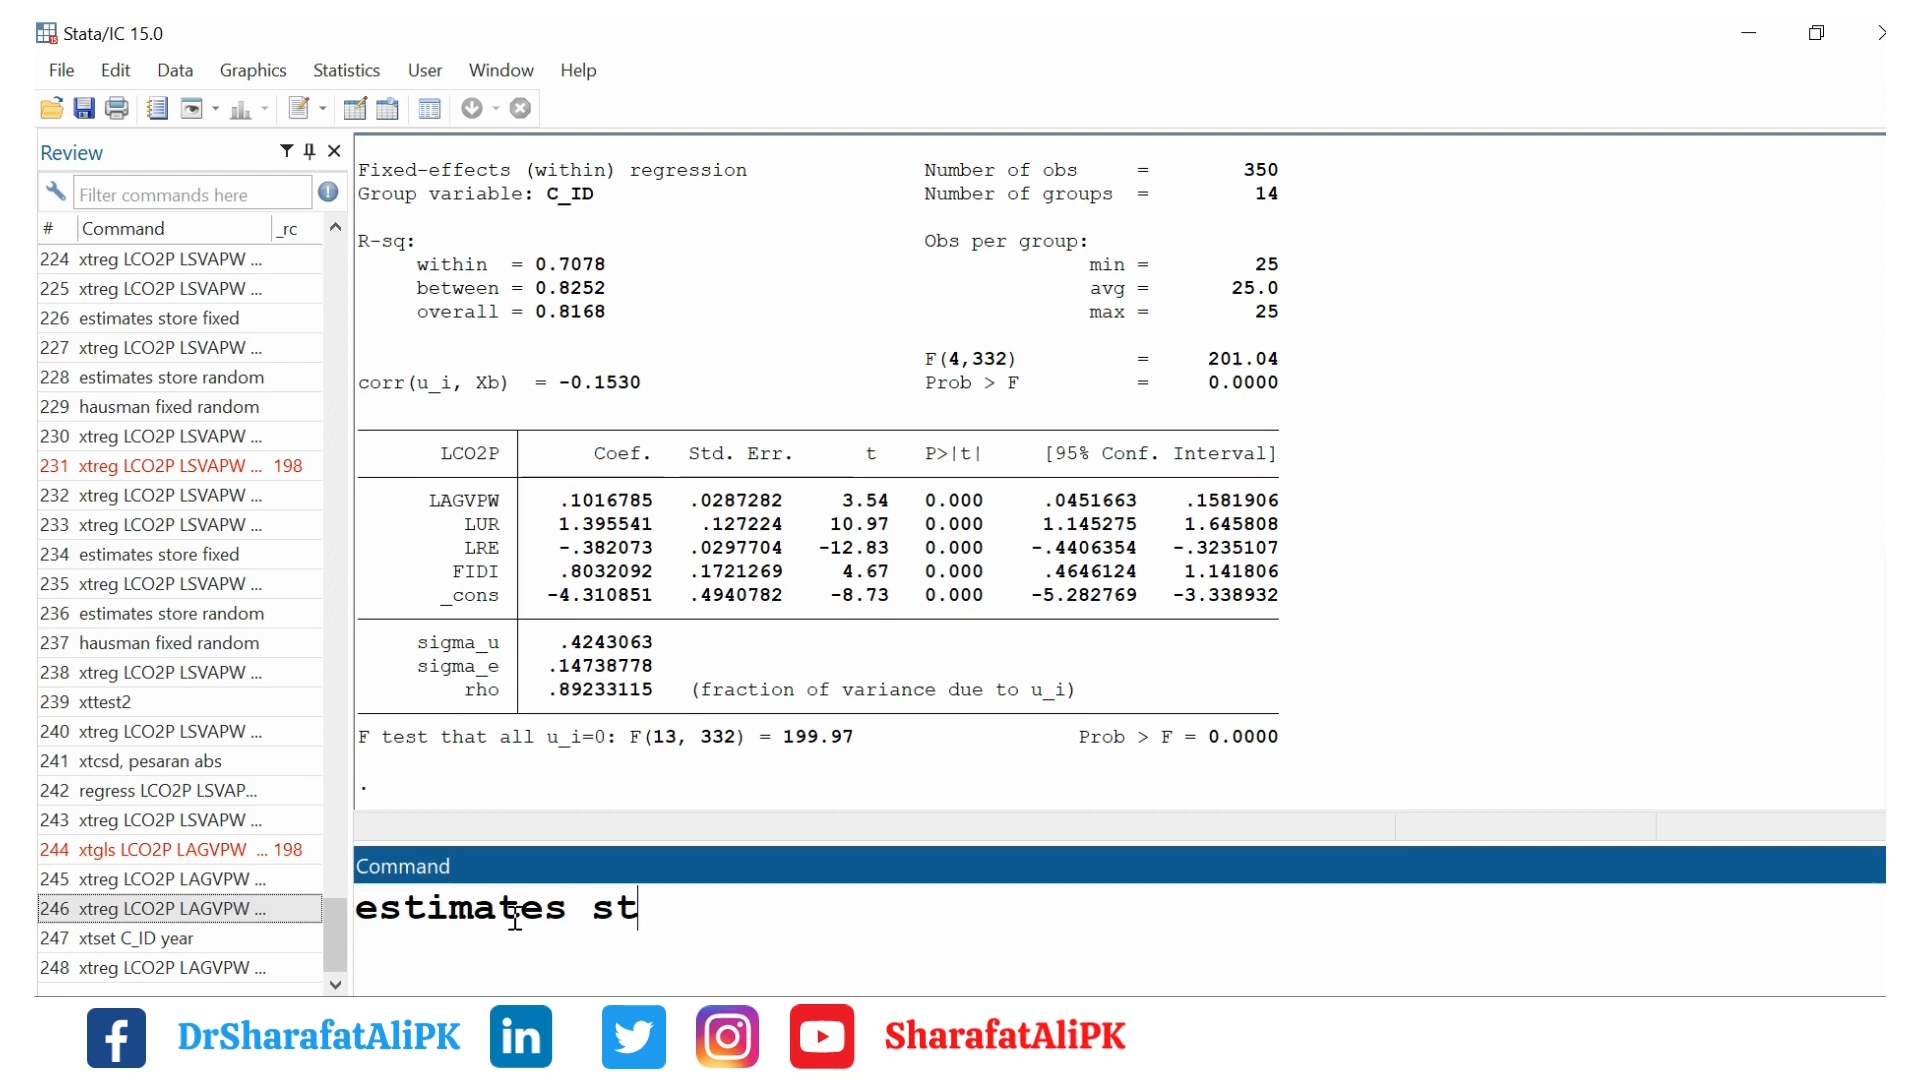 Stata/IC 15.0
File Edit Data Graphics Statistics User Window Help
Review
Filter commands here
# Command _rc
224 xtreg LCO2P LSVAPW ...
225 xtreg LCO2P LSVAPW ...
226 estimates store fixed
227 xtreg LCO2P LSVAPW ...
228 estimates store random
229 hausman fixed random
230 xtreg LCO2P LSVAPW ...
231 xtreg LCO2P LSVAPW ... 198
232 xtreg LCO2P LSVAPW ...
233 xtreg LCO2P LSVAPW ...
234 estimates store fixed
235 xtreg LCO2P LSVAPW ...
236 estimates store random
237 hausman fixed random
238 xtreg LCO2P LSVAPW ...
239 xttest2
240 xtreg LCO2P LSVAPW ...
241 xtcsd, pesaran abs
242 regress LCO2P LSVAP...
243 xtreg LCO2P LSVAPW ...
244 xtgls LCO2P LAGVPW ... 198
245 xtreg LCO2P LAGVPW ...
246 xtreg LCO2P LAGVPW ...
247 xtset C_ID year
248 xtreg LCO2P LAGVPW ...
Fixed-effects (within) regression Number of obs = 350
Group variable: C_ID Number of groups = 14
R-sq: Obs per group:
within = 0.7078 min = 25
between = 0.8252 avg = 25.0
overall = 0.8168 max = 25
F(4,332) = 201.04
corr(u_i, Xb) = -0.1530 Prob > F = 0.0000
LCO2P Coef. Std. Err. t P>|t| [95% Conf. Interval]
LAGVPW .1016785 .0287282 3.54 0.000 .0451663 .1581906
LUR 1.395541 .127224 10.97 0.000 1.145275 1.645808
LRE -.382073 .0297704 -12.83 0.000 -.4406354 -.3235107
FIDI .8032092 .1721269 4.67 0.000 .4646124 1.141806
_cons -4.310851 .4940782 -8.73 0.000 -5.282769 -3.338932
sigma_u .4243063
sigma_e .14738778
rho .89233115 (fraction of variance due to u_i)
F test that all u_i=0: F(13, 332) = 199.97 Prob > F = 0.0000
.
Command
estimates st
DrSharafatAliPK SharafatAliPK